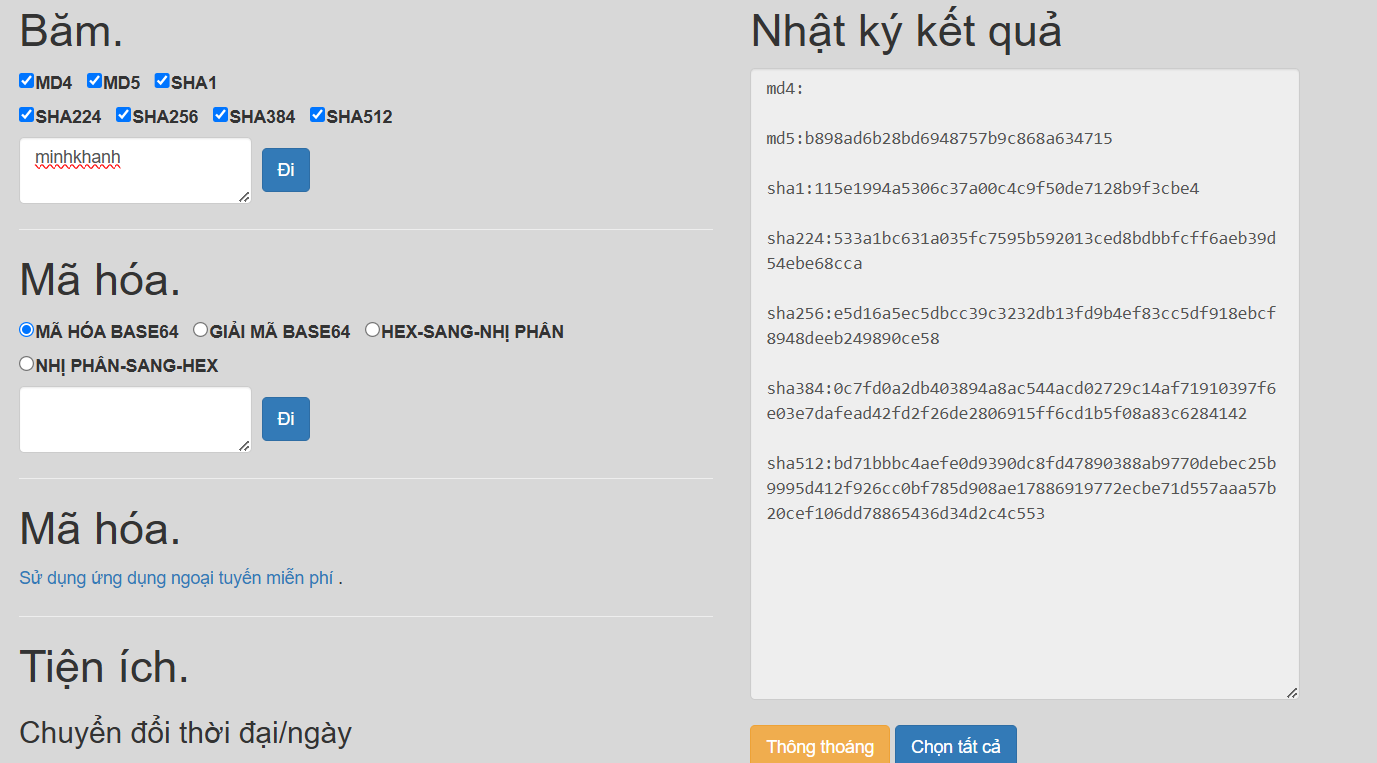 Băm.
MD4 MD5 SHA1
SHA224 SHA256 SHA384 SHA512
minhkhanh
Đi
Mã hóa.
MÃ HÓA BASE64 GIẢI MÃ BASE64 HEX-SANG-NHỊ PHÂN
NHỊ PHÂN-SANG-HEX
Đi
Mã hóa.
Sử dụng ứng dụng ngoại tuyến miễn phí .
Tiện ích.
Chuyển đổi thời đại/ngày
Nhật ký kết quả
md4:
md5:b898ad6b28bd6948757b9c868a634715
sha1:115e1994a5306c37a00c4c9f50de7128b9f3cbe4
sha224:533a1bc631a035fc7595b592013ced8bdbbfcff6aeb39d
54ebe68cca
sha256:e5d16a5ec5dbcc39c3232db13fd9b4ef83cc5df918ebcf
8948deeb249890ce58
sha384:0c7fd0a2db403894a8ac544acd02729c14af71910397f6
e03e7dafead42fd2f26de2806915ff6cd1b5f08a83c6284142
sha512:bd71bbbc4aefe0d9390dc8fd47890388ab9770debec25b
9995d412f926cc0bf785d908ae17886919772ecbe71d557aaa57b
20cef106dd78865436d34d2c4c553
Thông thoáng
Chọn tất cả